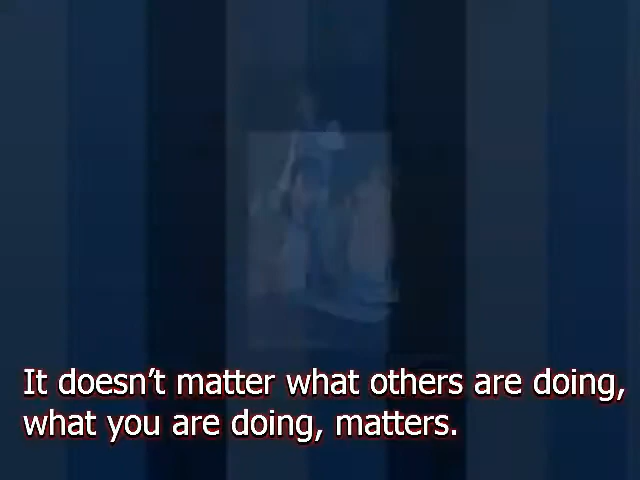 It doesn’t matter what others are doing,
what you are doing, matters.